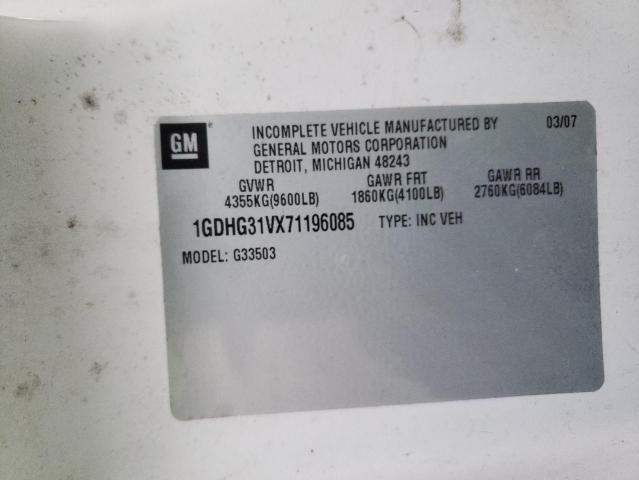 GM
INCOMPLETE VEHICLE MANUFACTURED BY 03/07
GENERAL MOTORS CORPORATION
DETROIT, MICHIGAN 48243
GVWR GAWR FRT GAWR RR
4355KG(9600LB) 1860KG(4100LB) 2760KG(6084LB)
1GDHG31VX71196085 TYPE: INC VEH
MODEL: G33503